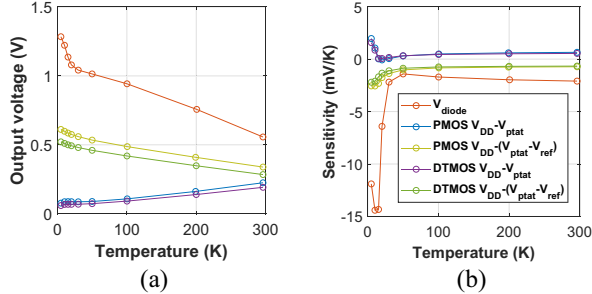 Output voltage (V)
1.5
1
0.5
0
0
100
200
300
Temperature (K)
(a)
Sensitivity (mV/K)
5
0
-5
-10
-15
0
100
200
300
Temperature (K)
(b)
V_diode
PMOS V_DD-V_ptat
PMOS V_DD-(V_ptat-V_ref)
DTMOS V_DD-V_ptat
DTMOS V_DD-(V_ptat-V_ref)